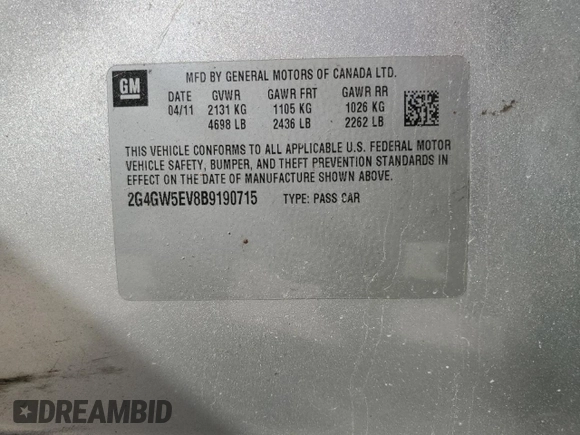 GM
MFD BY GENERAL MOTORS OF CANADA LTD.
DATE GVWR GAWR FRT GAWR RR
04/11 2131 KG 1105 KG 1026 KG
4698 LB 2436 LB 2262 LB
THIS VEHICLE CONFORMS TO ALL APPLICABLE U.S. FEDERAL MOTOR
VEHICLE SAFETY, BUMPER, AND THEFT PREVENTION STANDARDS IN
EFFECT ON THE DATE OF MANUFACTURE SHOWN ABOVE.
2G4GW5EV8B9190715 TYPE: PASS CAR
DREAMBID